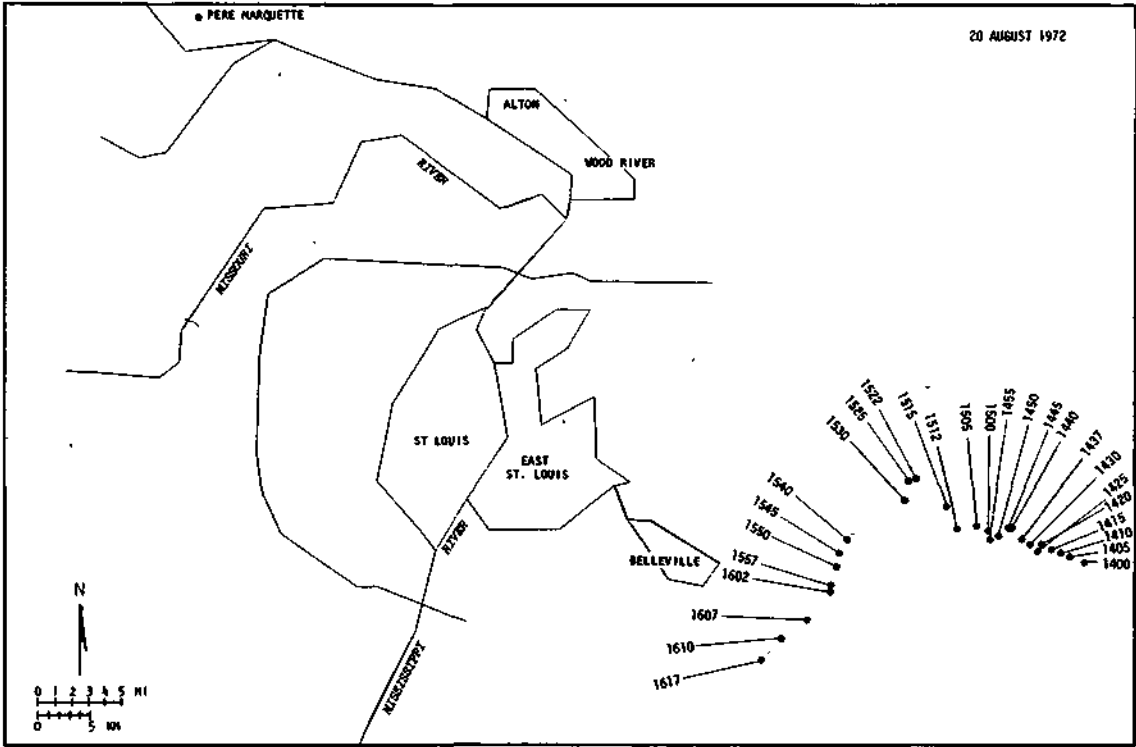 PERE MARQUETTE
20 AUGUST 1972
ALTON
WOOD RIVER
RIVER
MISSOURI
ST LOUIS
EAST
ST. LOUIS
RIVER
BELLEVILLE
MISSISSIPPI
1530
1525
1522
1515
1512
1505
1500
1455
1450
1445
1440
1437
1430
1425
1420
1415
1410
1405
1400
1540
1545
1550
1557
1602
1607
1610
1617
N
0 1 2 3 4 5 MI
0 5 KM